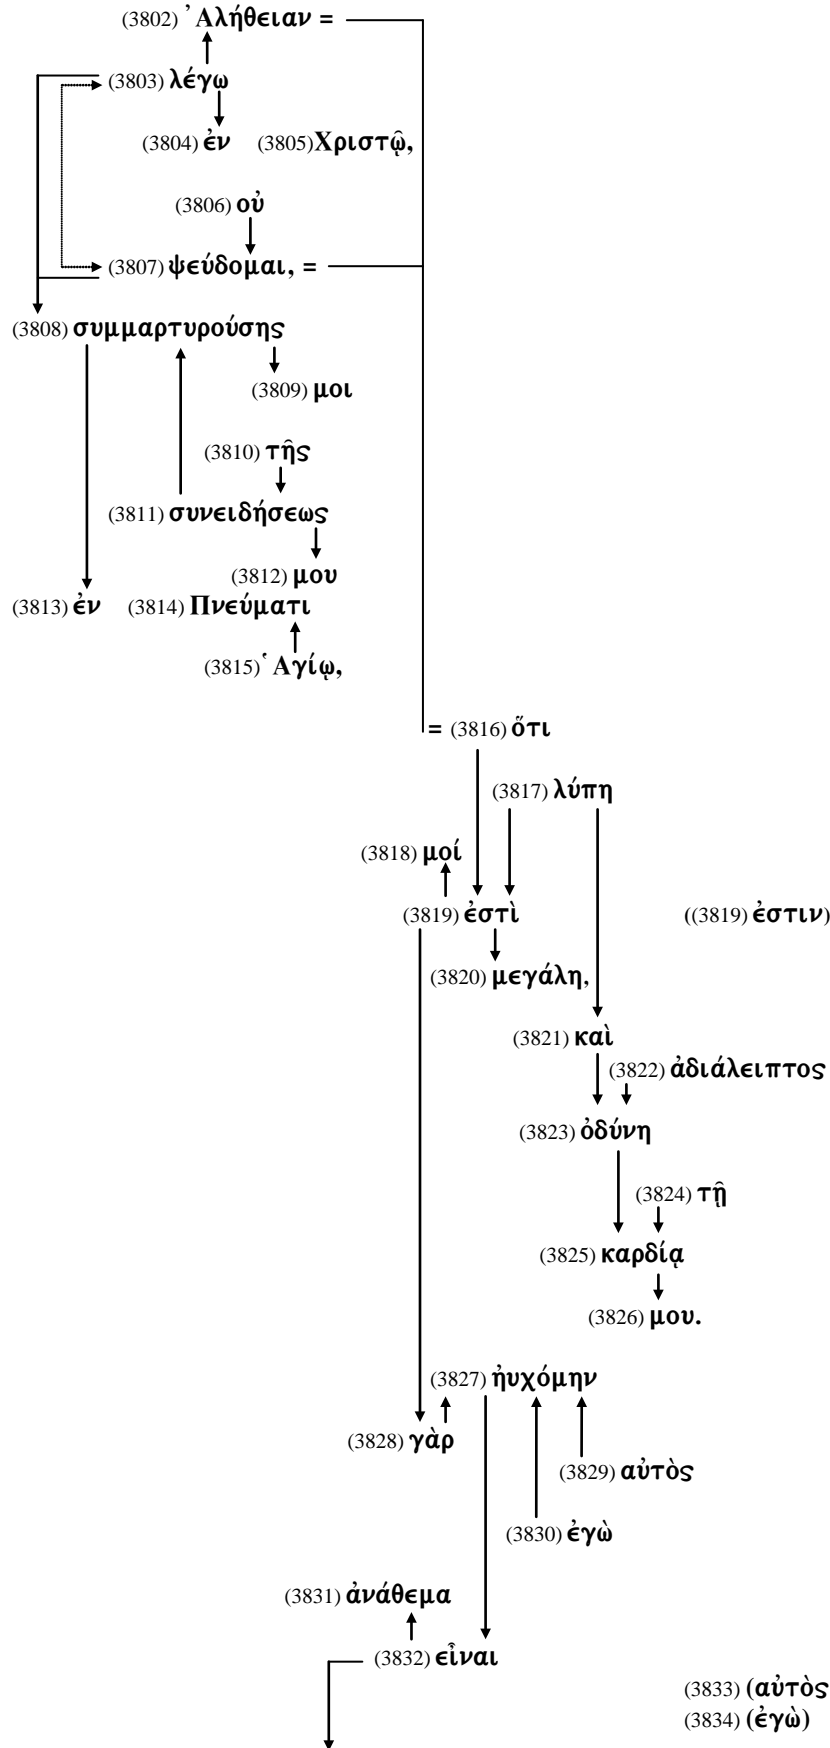 (3802) ᾿Αλήθειαν =
(3803) λέγω
(3804) ἐν (3805)Χριστῷ,
(3806) οὐ
(3807) ψεύδομαι, =
(3808) συμμαρτυρούσης
(3809) μοι
(3810) τῆς
(3811) συνειδήσεως
(3812) μου
(3813) ἐν (3814) Πνεύματι
(3815) ῾Αγίῳ,
= (3816) ὅτι
(3817) λύπη
(3818) μοί
(3819) ἐστὶ ((3819) ἐστιν)
(3820) μεγάλη,
(3821) καὶ
(3822) ἀδιάλειπτος
(3823) ὀδύνη
(3824) τῇ
(3825) καρδίᾳ
(3826) μου.
(3827) ηὐχόμην
(3828) γὰρ
(3829) αὐτὸς
(3830) ἐγὼ
(3831) ἀνάθεμα
(3832) εἶναι
(3833) (αὐτὸς
(3834) (ἐγὼ)